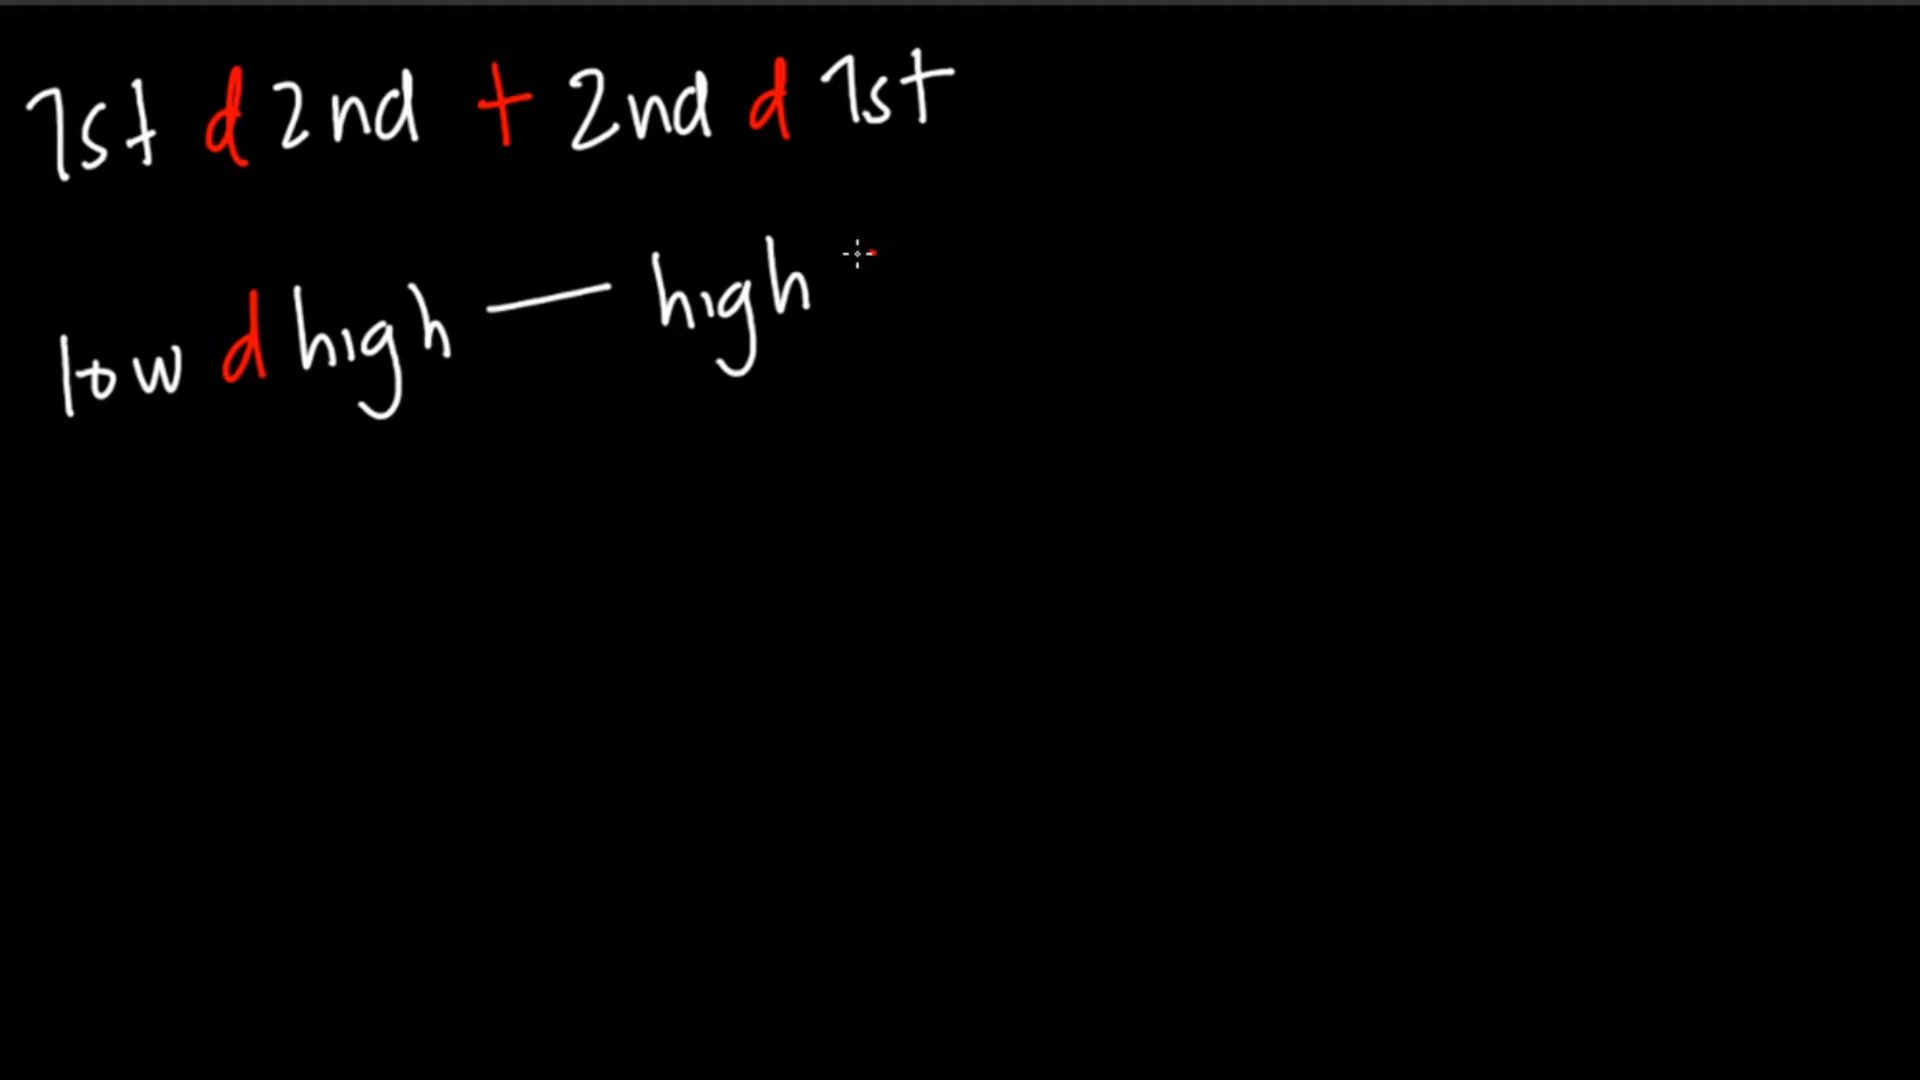 1st d 2nd + 2nd d 1st
low d high — high